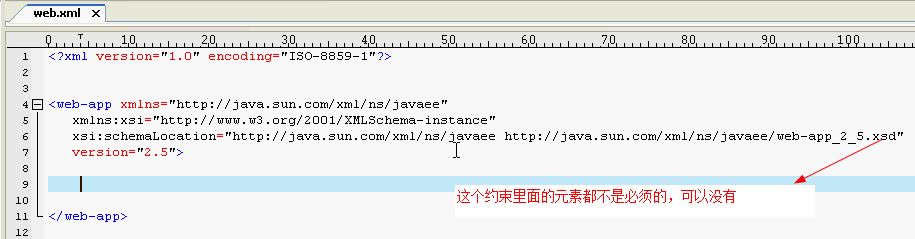 web.xml
0 10 20 30 40 50 60 70 80 90 100
1 <?xml version="1.0" encoding="ISO-8859-1"?>
2
3
4 <web-app xmlns="http://java.sun.com/xml/ns/javaee"
5 xmlns:xsi="http://www.w3.org/2001/XMLSchema-instance"
6 xsi:schemaLocation="http://java.sun.com/xml/ns/javaee http://java.sun.com/xml/ns/javaee/web-app_2_5.xsd"
7 version="2.5">
8
9
这个约束里面的元素都不是必须的，可以没有
10
11 </web-app>
12